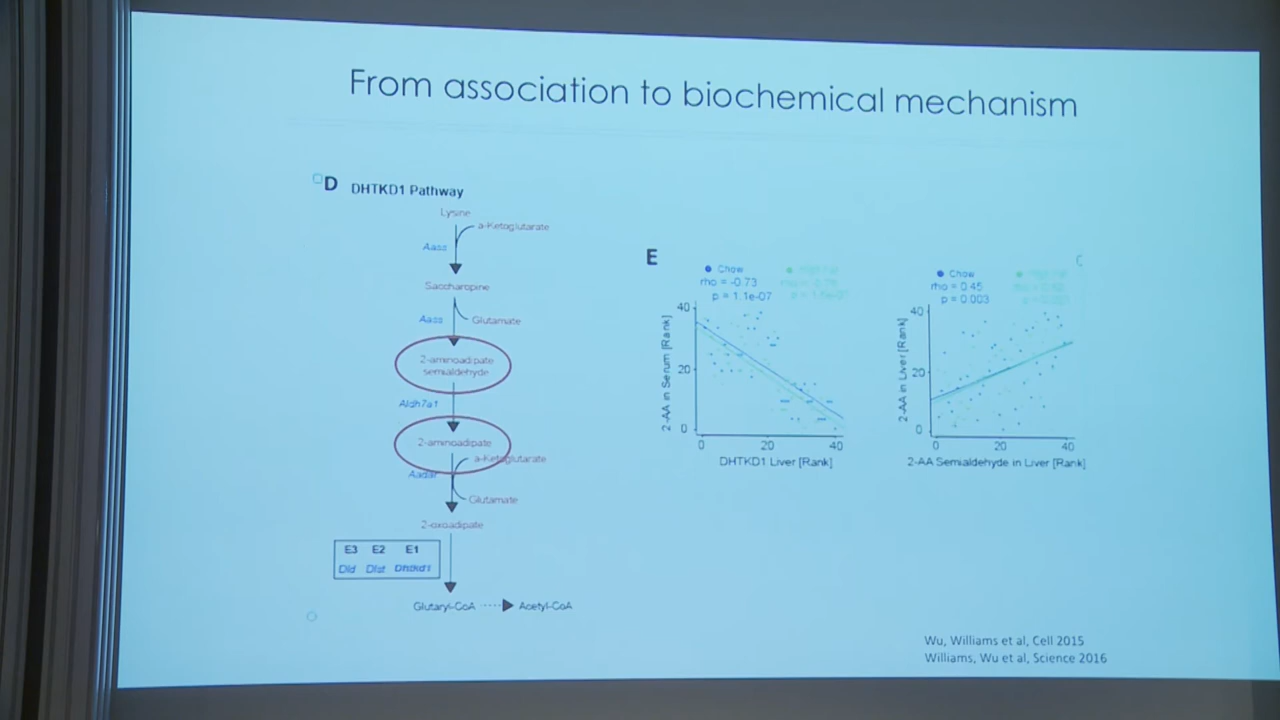 From association to biochemical mechanism
D DHTKD1 Pathway
Lysine
a-Ketoglutarate
Aass
Saccharopine
Aass
Glutamate
2-aminoadipate
semialdehyde
Aldh7a1
2-aminoadipate
a-Ketoglutarate
Aadat
Glutamate
2-oxoadipate
E3 E2 E1
Dld Dlst Dhtkd1
Glutaryl-CoA
Acetyl-CoA
E
Chow
rho = -0.73
p = 1.1e-07
40
20
0
2-AA in Serum [Rank]
0 20 40
DHTKD1 Liver [Rank]
C
Chow
rho = 0.45
p = 0.003
40
20
0
2-AA in Liver [Rank]
0 20 40
2-AA Semialdehyde in Liver [Rank]
Wu, Williams et al, Cell 2015
Williams, Wu et al, Science 2016